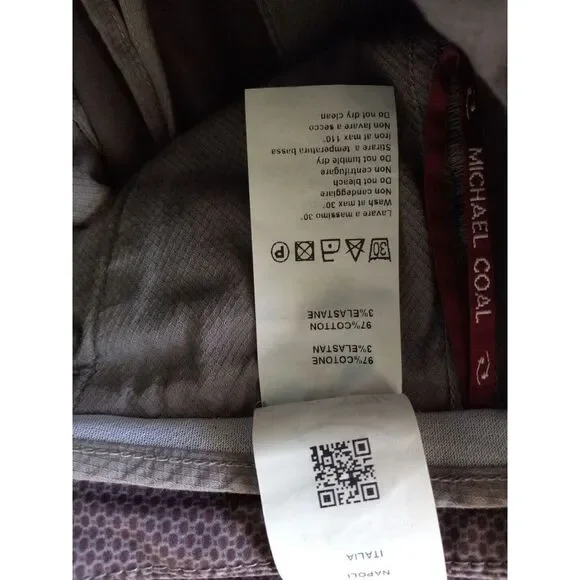 MICHAEL COAL
NAPOLI
ITALIA
97%COTONE
3%ELASTAN
97%COTTON
3%ELASTANE
30 P
Lavare a massimo 30°
Wash at max 30°
Non candeggiare
Do not bleach
Non centrifugare
Do not tumble dry
Stirare a temperatura bassa
Iron at max 110°
Non lavare a secco
Do not dry clean